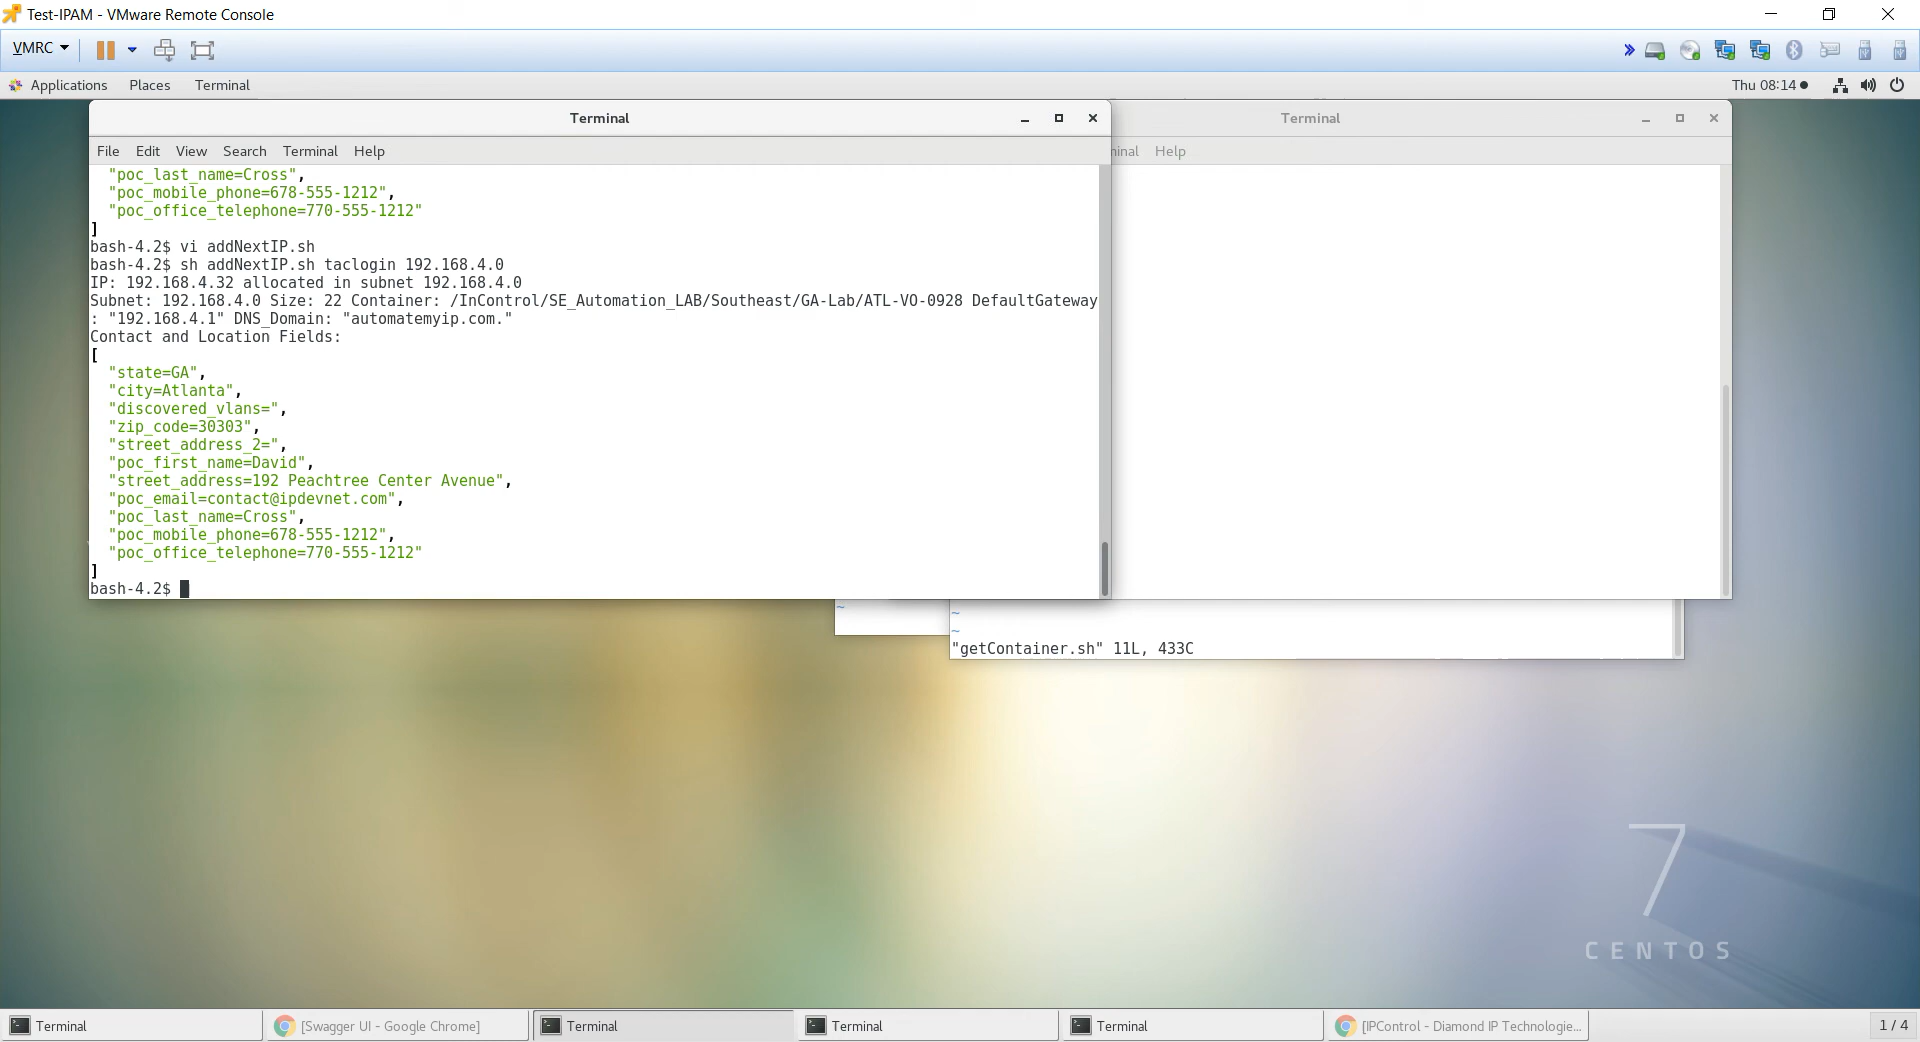 Test-IPAM - VMware Remote Console
VMRC
Applications Places Terminal Thu 08:14
Terminal
Terminal
File Edit View Search Terminal Help
inal Help
"poc_last_name=Cross",
"poc_mobile_phone=678-555-1212",
"poc_office_telephone=770-555-1212"
]
bash-4.2$ vi addNextIP.sh
bash-4.2$ sh addNextIP.sh taclogin 192.168.4.0
IP: 192.168.4.32 allocated in subnet 192.168.4.0
Subnet: 192.168.4.0 Size: 22 Container: /InControl/SE_Automation_LAB/Southeast/GA-Lab/ATL-VO-0928 DefaultGateway
: "192.168.4.1" DNS_Domain: "automatemyip.com."
Contact and Location Fields:
[
"state=GA",
"city=Atlanta",
"discovered_vlans=",
"zip_code=30303",
"street_address_2=",
"poc_first_name=David",
"street_address=192 Peachtree Center Avenue",
"poc_email=contact@ipdevnet.com",
"poc_last_name=Cross",
"poc_mobile_phone=678-555-1212",
"poc_office_telephone=770-555-1212"
]
bash-4.2$
~
~
~
"getContainer.sh" 11L, 433C
7
CENTOS
Terminal
[Swagger UI - Google Chrome]
Terminal
Terminal
Terminal
[IPControl - Diamond IP Technologie...
1 / 4